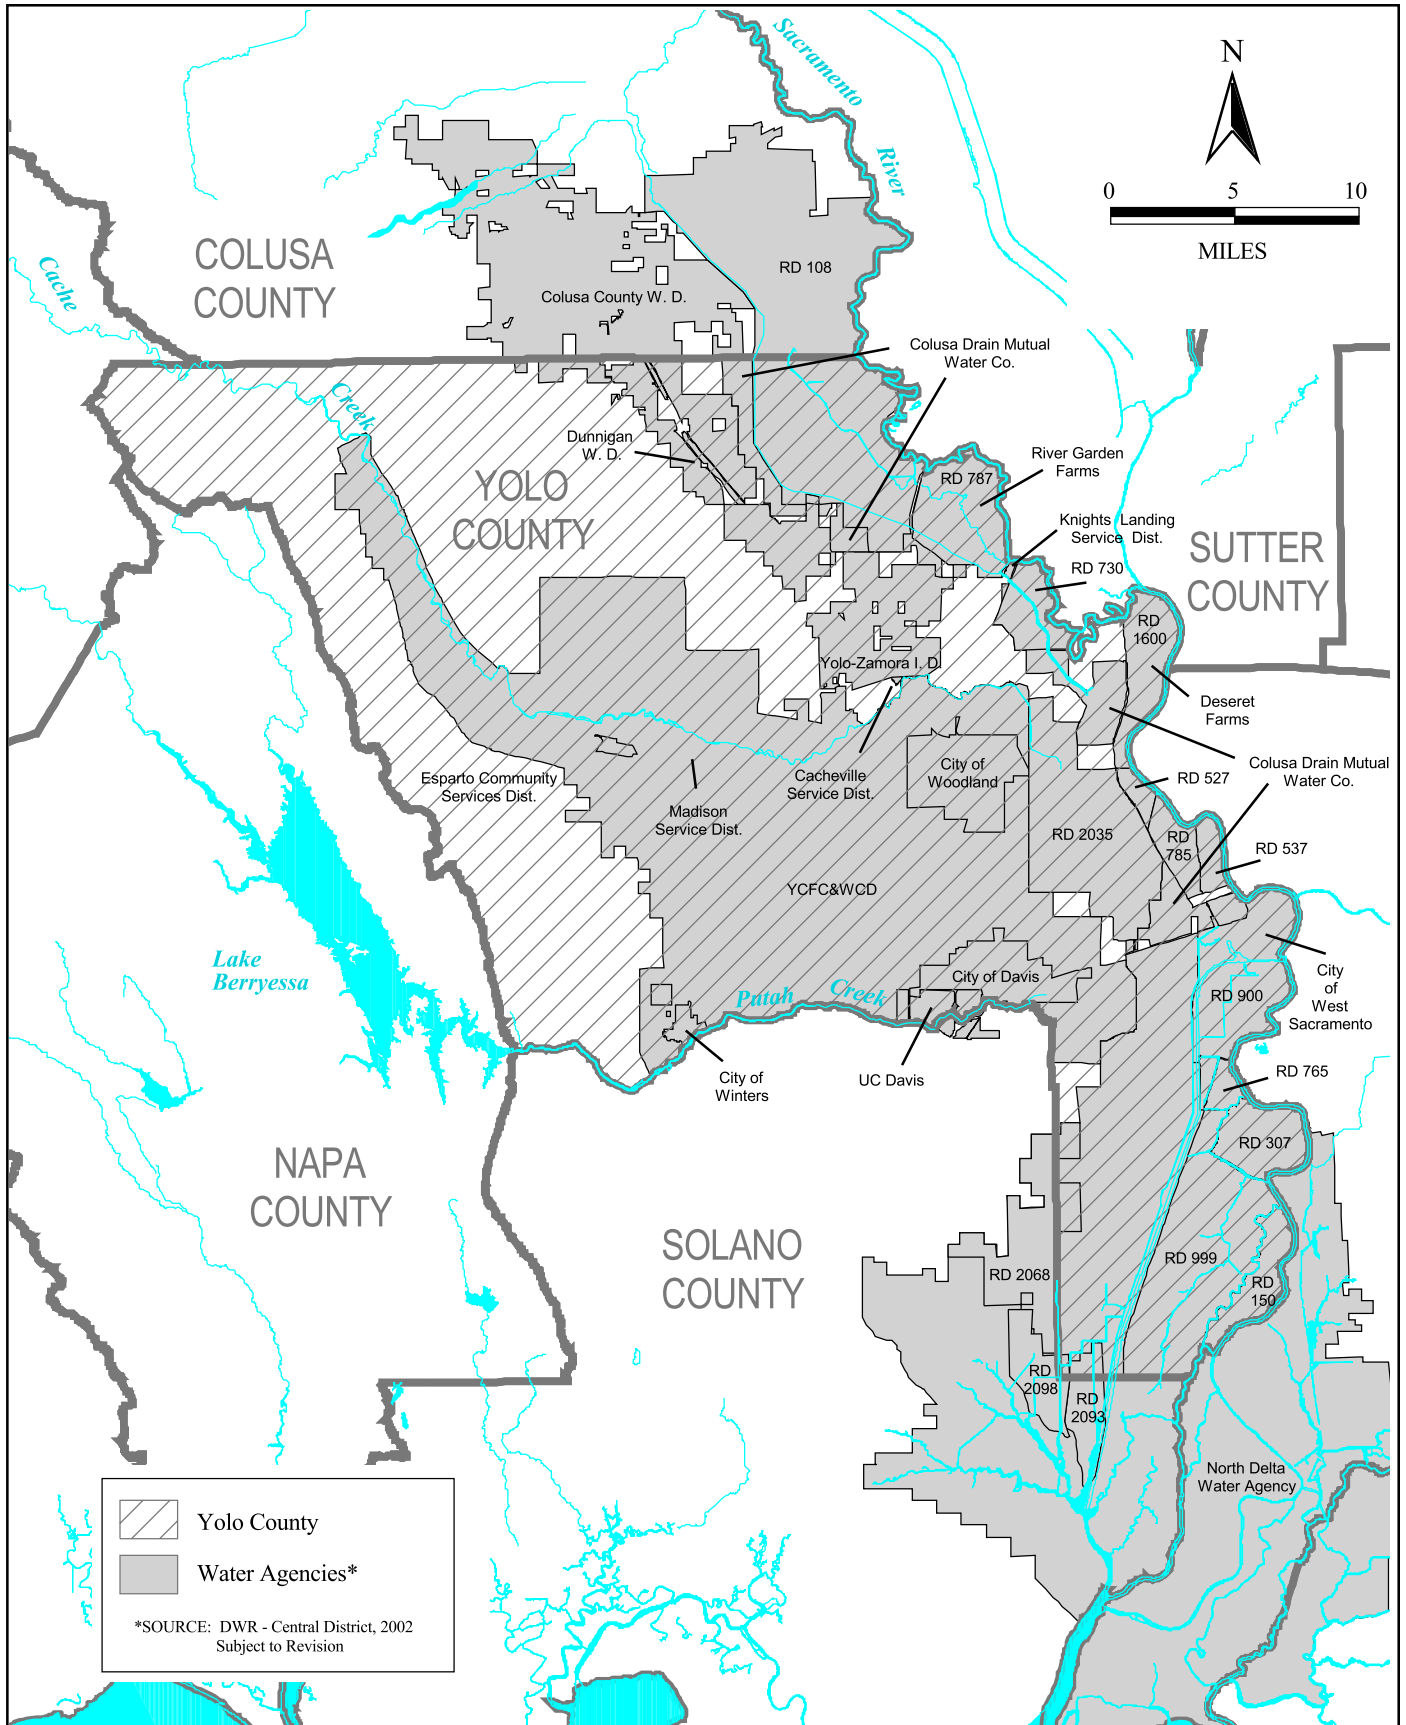 Sacramento
River
N
0 5 10
MILES
COLUSA
COUNTY
Cache
Creek
RD 108
Colusa County W. D.
Colusa Drain Mutual
Water Co.
Dunnigan
W. D.
YOLO
COUNTY
RD 787
River Garden
Farms
Knights Landing
Service Dist.
RD 730
SUTTER
COUNTY
RD
1600
Yolo-Zamora I. D.
Deseret
Farms
Colusa Drain Mutual
Water Co.
Esparto Community
Services Dist.
Madison
Service Dist.
Cacheville
Service Dist.
City of
Woodland
RD 527
RD 2035
RD
785
RD 537
YCFC&WCD
Lake
Berryessa
Putah Creek
City of Davis
City
of
West
Sacramento
RD 900
City of
Winters
UC Davis
RD 765
RD 307
NAPA
COUNTY
SOLANO
COUNTY
RD 2068
RD 999
RD
150
RD
2098
RD
2093
North Delta
Water Agency
Yolo County
Water Agencies*
*SOURCE: DWR - Central District, 2002
Subject to Revision